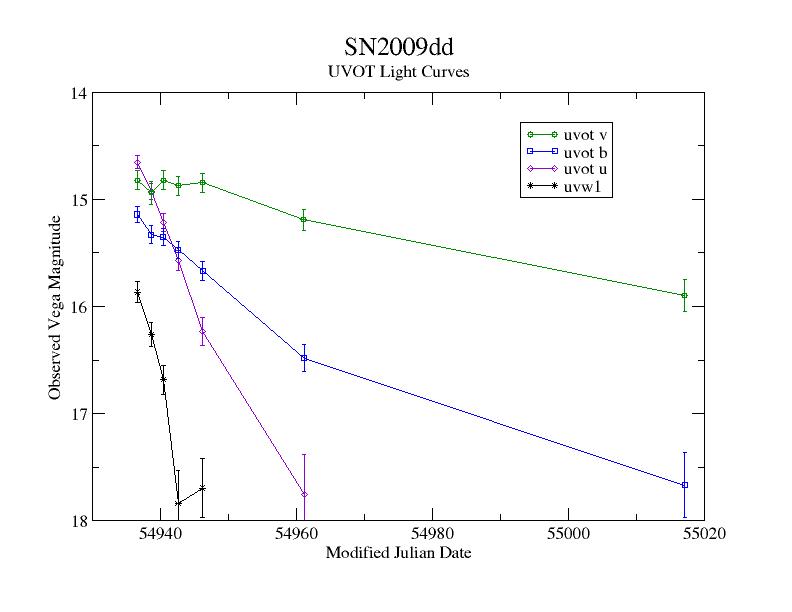 SN2009dd
UVOT Light Curves
14
15
16
17
18
Observed Vega Magnitude
uvot v
uvot b
uvot u
uvw1
54940
54960
54980
55000
55020
Modified Julian Date